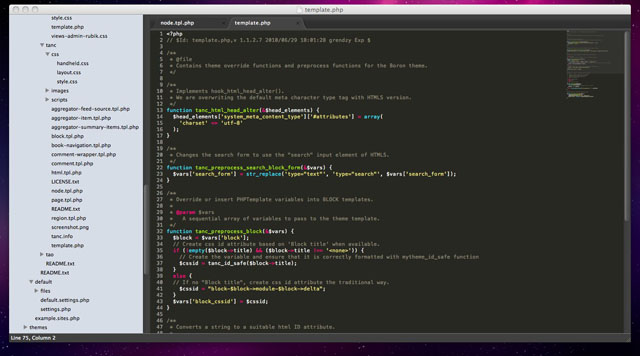 template.php
node.tpl.php
template.php
style.css
template.php
views-admin-rubik.css
tanc
css
handheld.css
layout.css
style.css
images
scripts
aggregator-feed-source.tpl.php
aggregator-item.tpl.php
aggregator-summary-items.tpl.php
block.tpl.php
book-navigation.tpl.php
comment-wrapper.tpl.php
comment.tpl.php
html.tpl.php
LICENSE.txt
node.tpl.php
page.tpl.php
README.txt
region.tpl.php
screenshot.png
tanc.info
template.php
tao
README.txt
README.txt
default
files
default.settings.php
settings.php
example.sites.php
themes
1 <?php
2 // $Id: template.php,v 1.1.2.7 2010/06/29 10:01:28 grendzy Exp $
3
4 /**
5 * @file
6 * Contains theme override functions and preprocess functions for the Boron theme.
7 */
8
9 /**
10 * Implements hook_html_head_alter().
11 * We are overwriting the default meta character type tag with HTML5 version.
12 */
13 function tanc_html_head_alter(&$head_elements) {
14 $head_elements['system_meta_content_type']['#attributes'] = array(
15 'charset' => 'utf-8'
16 );
17 }
18
19 /**
20 * Changes the search form to use the "search" input element of HTML5.
21 */
22 function tanc_preprocess_search_block_form(&$vars) {
23 $vars['search_form'] = str_replace('type="text"', 'type="search"', $vars['search_form']);
24 }
25
26 /**
27 * Override or insert PHPTemplate variables into BLOCK templates.
28 *
29 * @param $vars
30 * A sequential array of variables to pass to the theme template.
31 */
32 function tanc_preprocess_block(&$vars) {
33 $block = $vars['block'];
34 // Create css id attribute based on 'Block title' when available.
35 if (!empty($block->title) && ($block->title != '<none>')) {
36 // Create the variable and ensure that it is correctly formatted with mytheme_id_safe function
37 $cssid = tanc_id_safe($block->title);
38 }
39 else {
40 // If no "Block title", create css id attribute the traditional way.
41 $cssid = "block-$block->module-$block->delta";
42 }
43 $vars['block_cssid'] = $cssid;
44
45
46 /**
47 * Converts a string to a suitable html ID attribute.
Line 75, Column 2